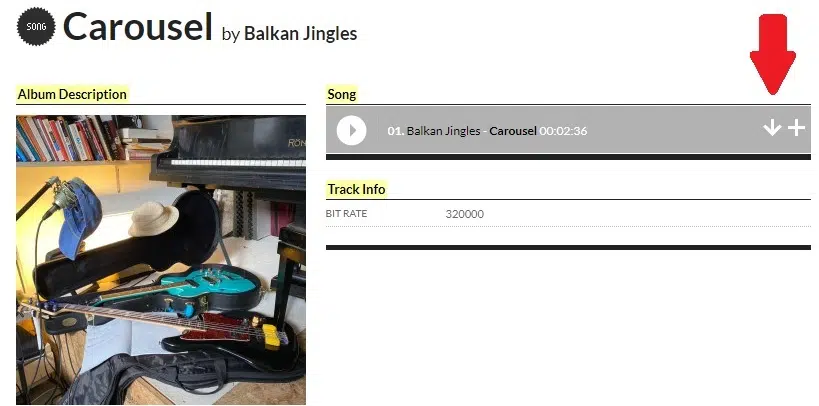 SONG Carousel by Balkan Jingles
Album Description
Song
01. Balkan Jingles - Carousel 00:02:36
Track Info
BIT RATE 320000